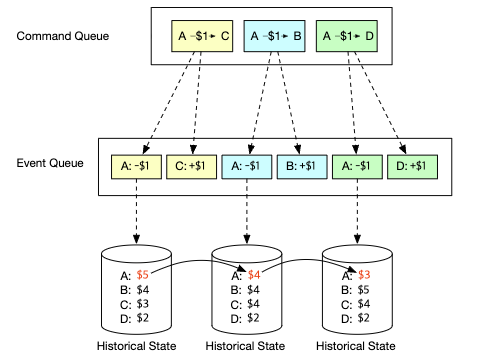 Command Queue
A -$1► C
A -$1► B
A -$1► D
Event Queue
A: -$1
C: +$1
A: -$1
B: +$1
A: -$1
D: +$1
A: $5
B: $4
C: $3
D: $2
A: $4
B: $4
C: $4
D: $2
A: $3
B: $5
C: $4
D: $2
Historical State
Historical State
Historical State